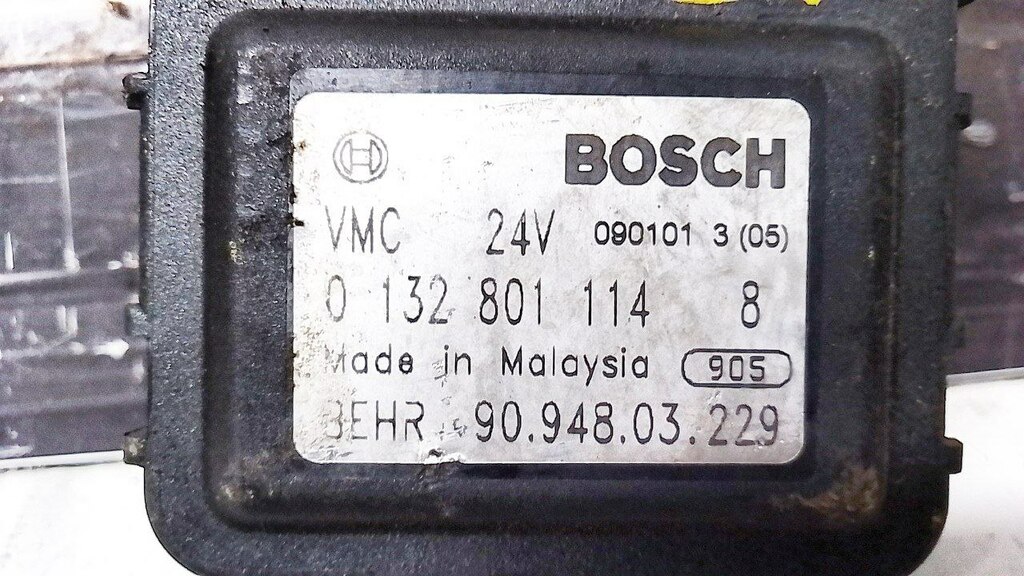 BOSCH
VMC 24V 090101 3 (05)
0 132 801 114 8
Made in Malaysia 905
BEHR 90.948.03.229